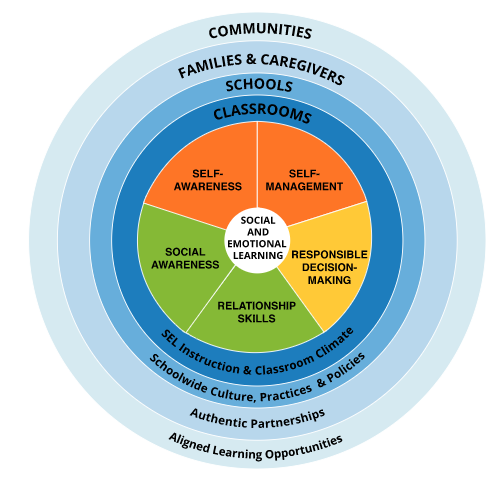 COMMUNITIES
FAMILIES & CAREGIVERS
SCHOOLS
CLASSROOMS
SELF-
AWARENESS
SELF-
MANAGEMENT
SOCIAL
AND
EMOTIONAL
LEARNING
SOCIAL
AWARENESS
RESPONSIBLE
DECISION-
MAKING
RELATIONSHIP
SKILLS
SEL Instruction & Classroom Climate
Schoolwide Culture, Practices & Policies
Authentic Partnerships
Aligned Learning Opportunities